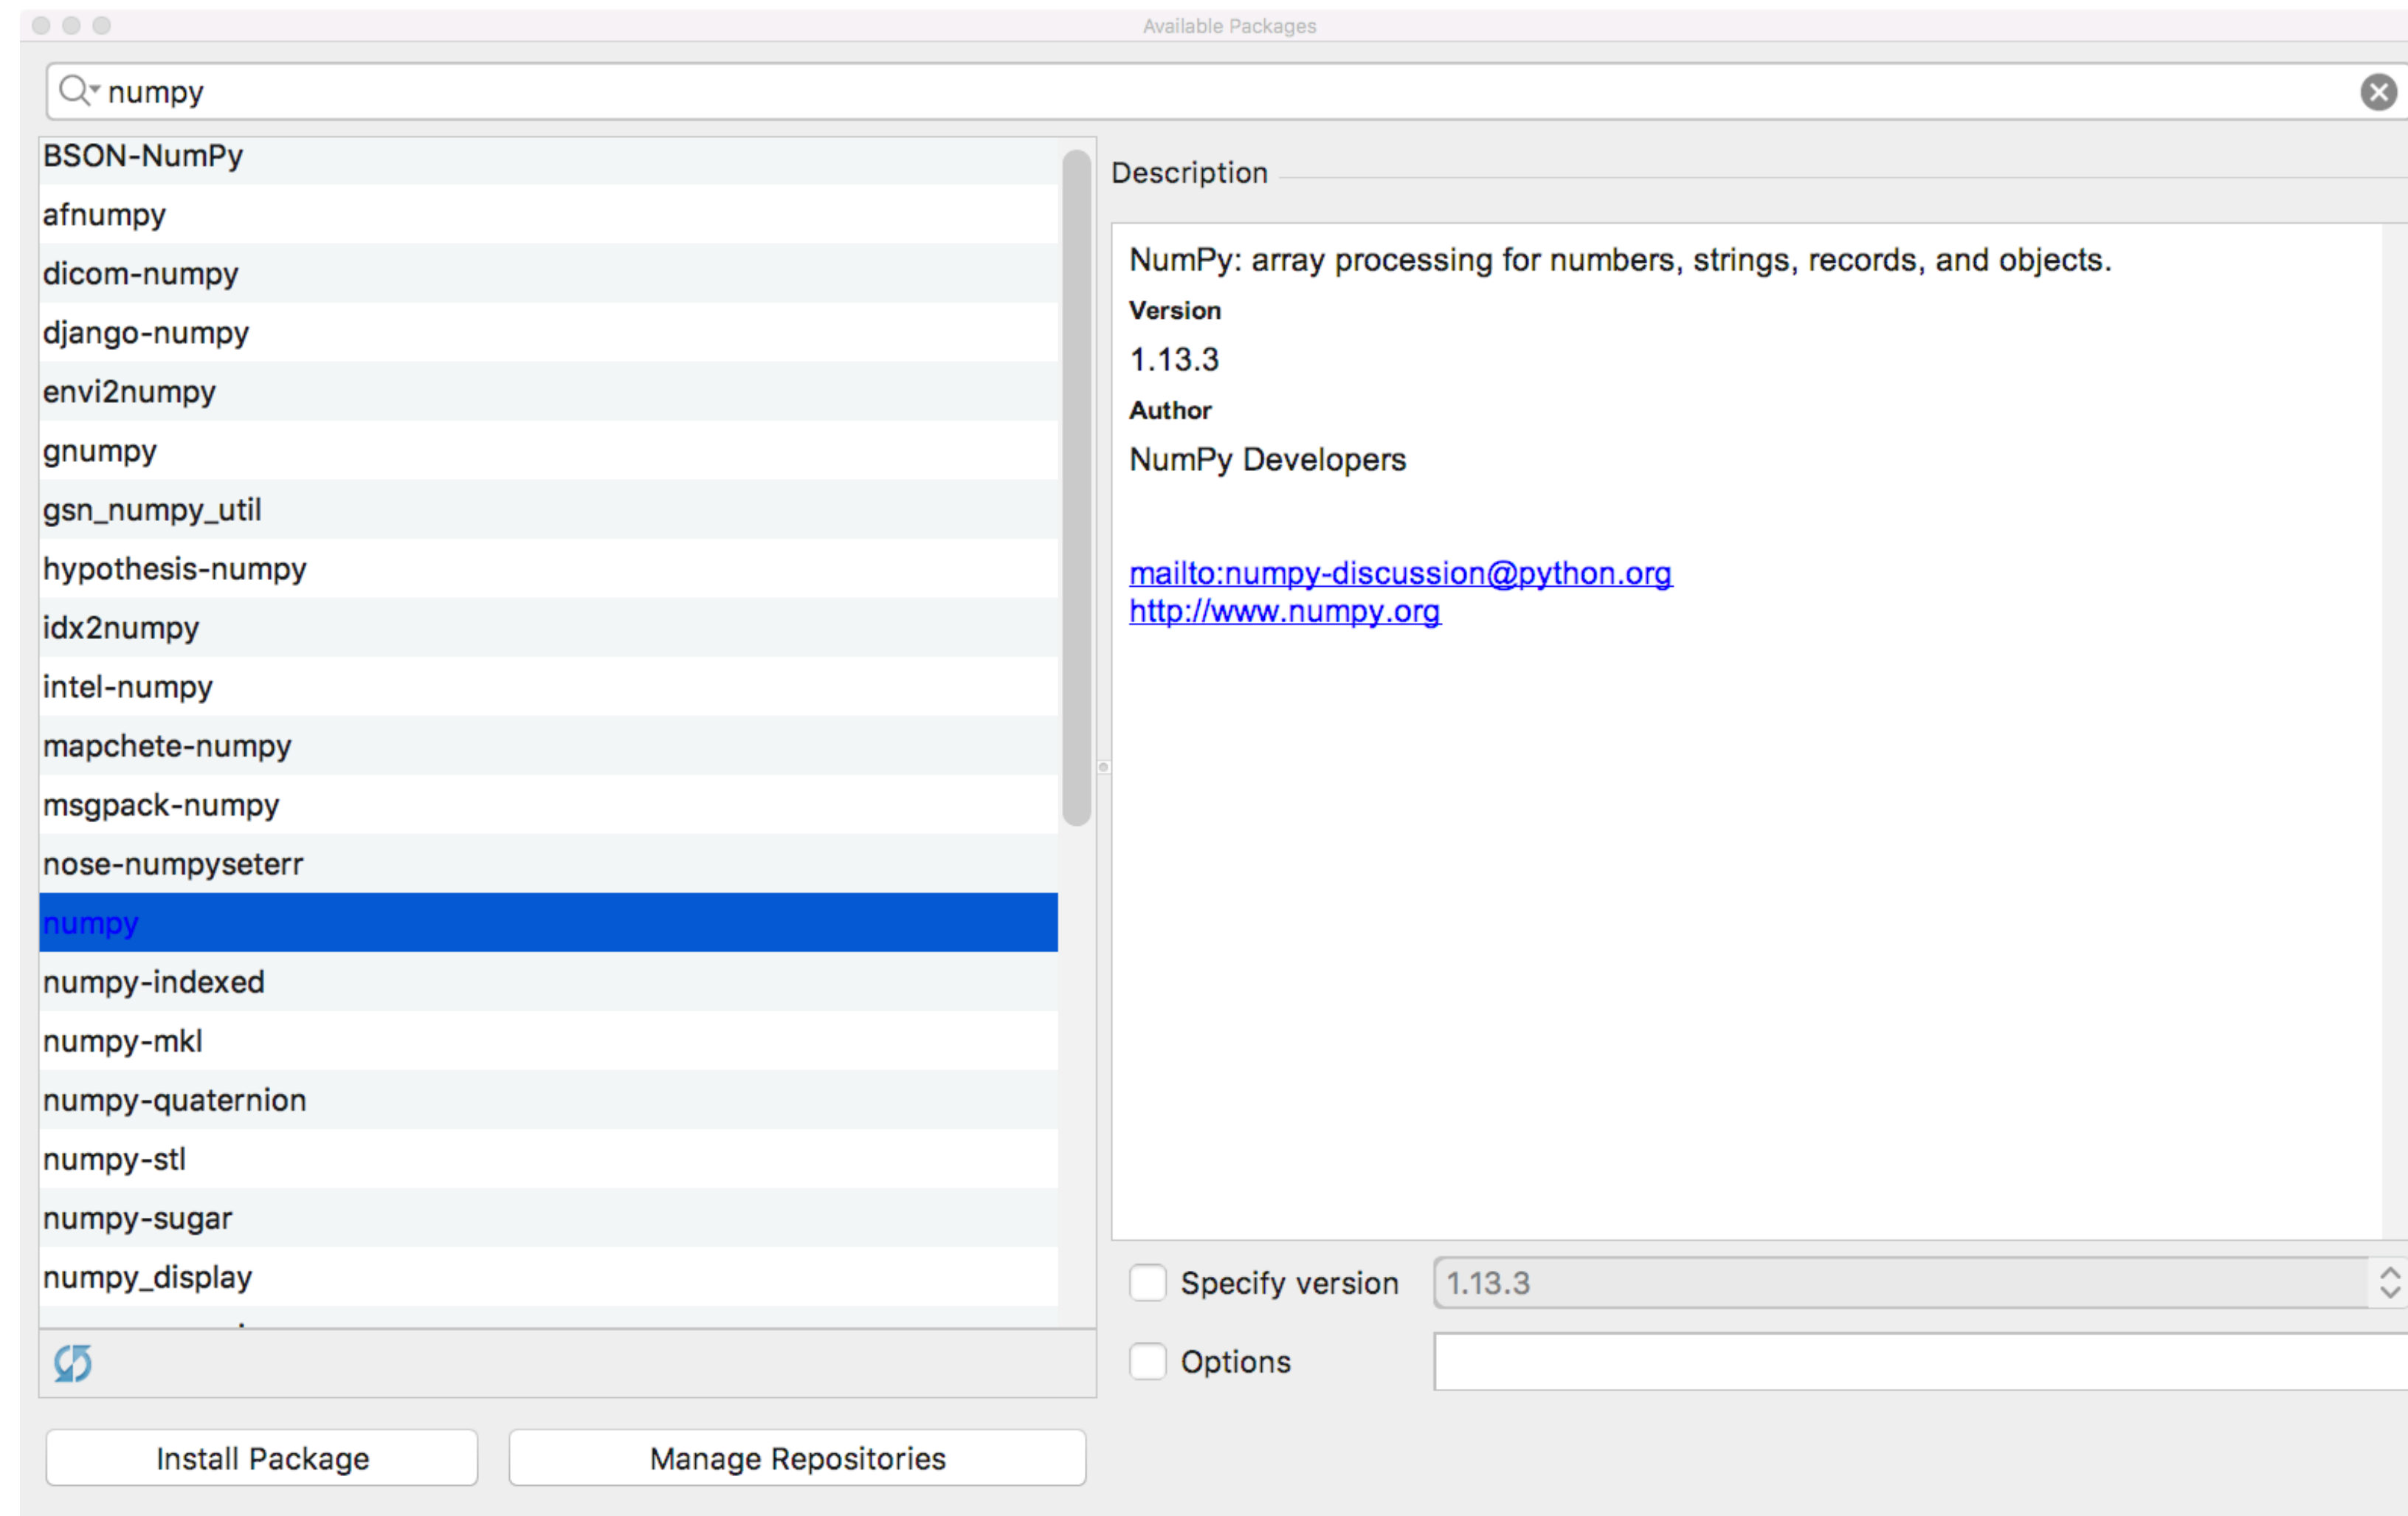 Available Packages
numpy
BSON-NumPy
afnumpy
dicom-numpy
django-numpy
envi2numpy
gnumpy
gsn_numpy_util
hypothesis-numpy
idx2numpy
intel-numpy
mapchete-numpy
msgpack-numpy
nose-numpyseterr
numpy
numpy-indexed
numpy-mkl
numpy-quaternion
numpy-stl
numpy-sugar
numpy_display
Description
NumPy: array processing for numbers, strings, records, and objects.
Version
1.13.3
Author
NumPy Developers
mailto:numpy-discussion@python.org
http://www.numpy.org
Specify version 1.13.3
Options
Install Package
Manage Repositories